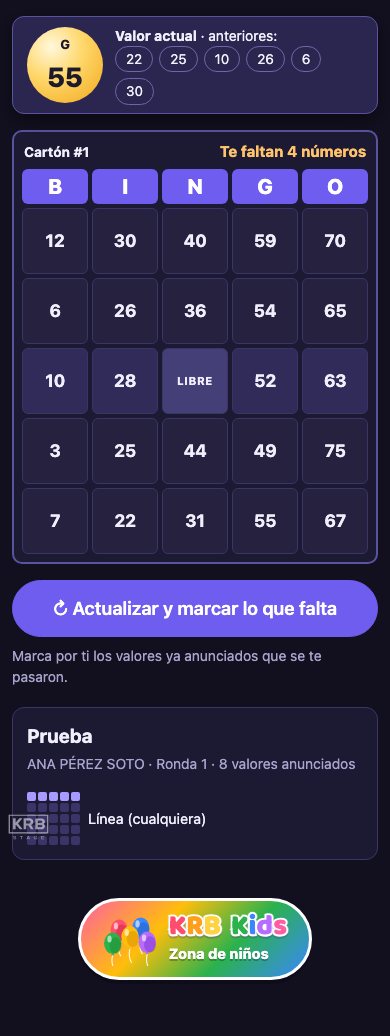 G
55
Valor actual · anteriores:
22 25 10 26 6
30
Cartón #1 Te faltan 4 números
B I N G O
12 30 40 59 70
6 26 36 54 65
10 28 LIBRE 52 63
3 25 44 49 75
7 22 31 55 67
↻ Actualizar y marcar lo que falta
Marca por ti los valores ya anunciados que se te
pasaron.
Prueba
ANA PÉREZ SOTO · Ronda 1 · 8 valores anunciados
Línea (cualquiera)
KRB
KRB Kids
Zona de niños